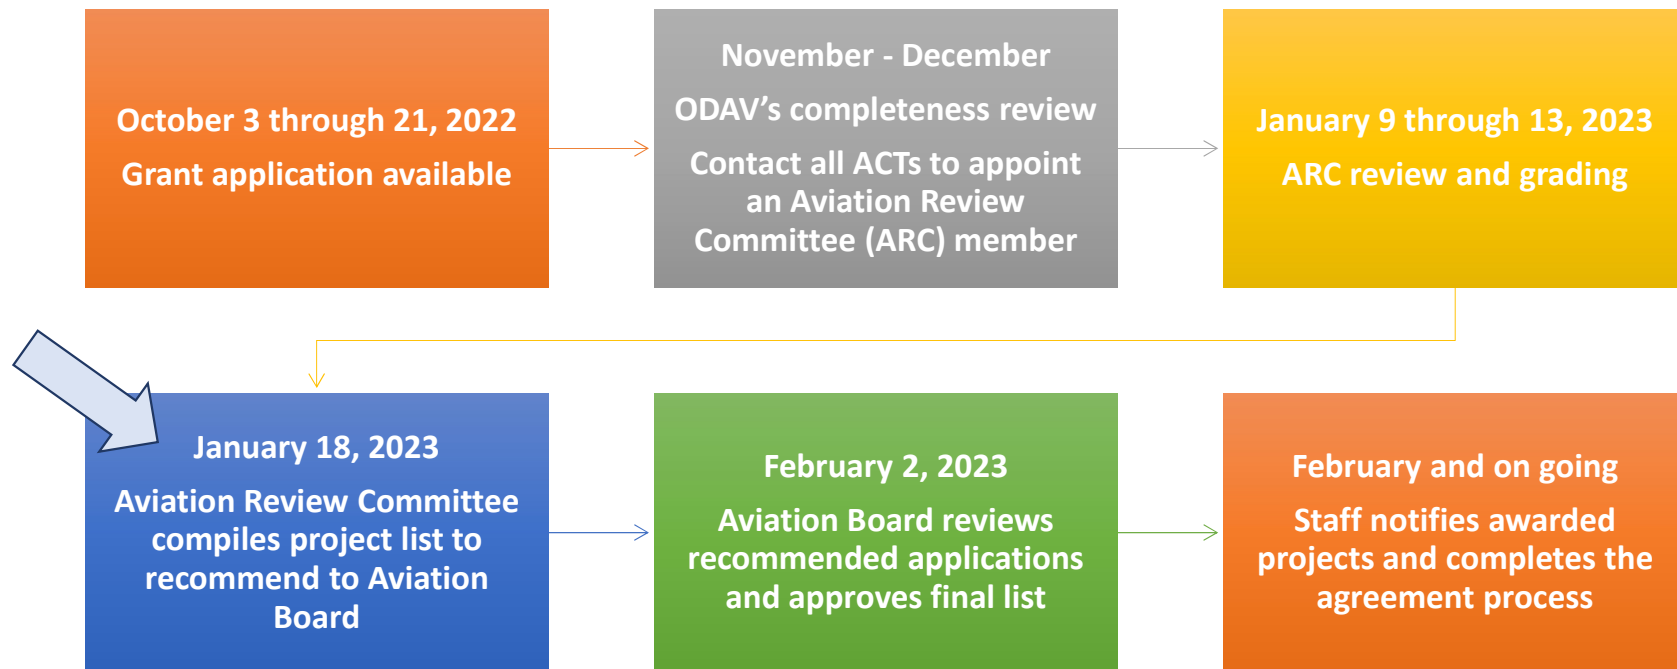 October 3 through 21, 2022
Grant application available
November - December
ODAV’s completeness review
Contact all ACTs to appoint
an Aviation Review
Committee (ARC) member
January 9 through 13, 2023
ARC review and grading
January 18, 2023
Aviation Review Committee
compiles project list to
recommend to Aviation
Board
February 2, 2023
Aviation Board reviews
recommended applications
and approves final list
February and on going
Staff notifies awarded
projects and completes the
agreement process